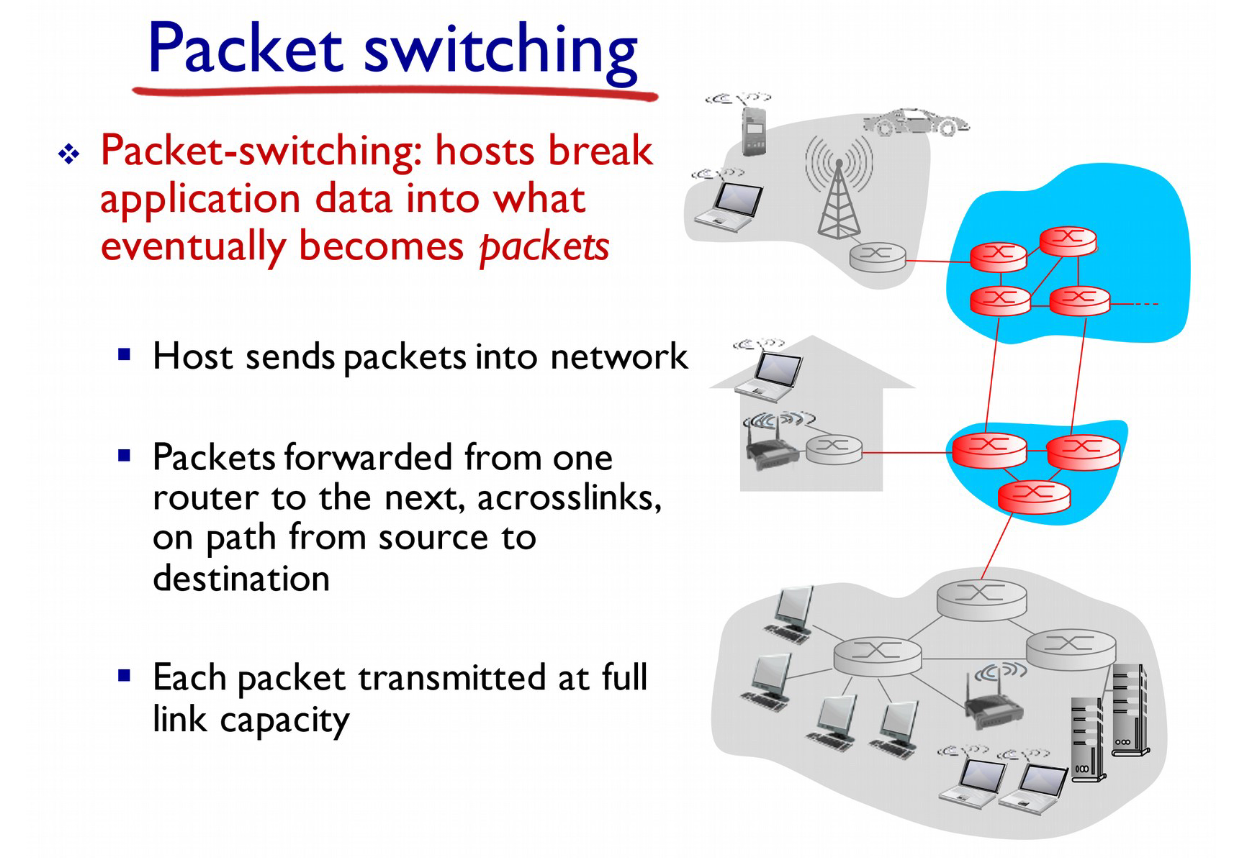 Packet switching
Packet-switching: hosts break
application data into what
eventually becomes packets
Host sends packets into network
Packets forwarded from one
router to the next, acrosslinks,
on path from source to
destination
Each packet transmitted at full
link capacity